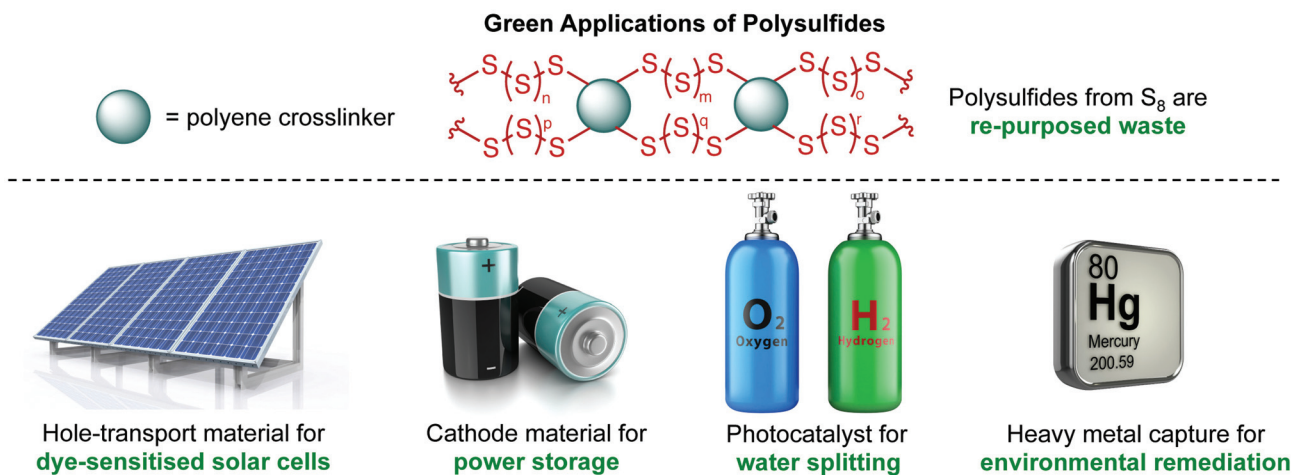 Green Applications of Polysulfides
S (S)n S S (S)m S S (S)o S
= polyene crosslinker
S (S)p S S (S)q S S (S)r S
Polysulfides from S₈ are
re-purposed waste
+
+
–
O₂
Oxygen
H₂
Hydrogen
80
Hg
Mercury
200.59
Hole-transport material for
dye-sensitised solar cells
Cathode material for
power storage
Photocatalyst for
water splitting
Heavy metal capture for
environmental remediation